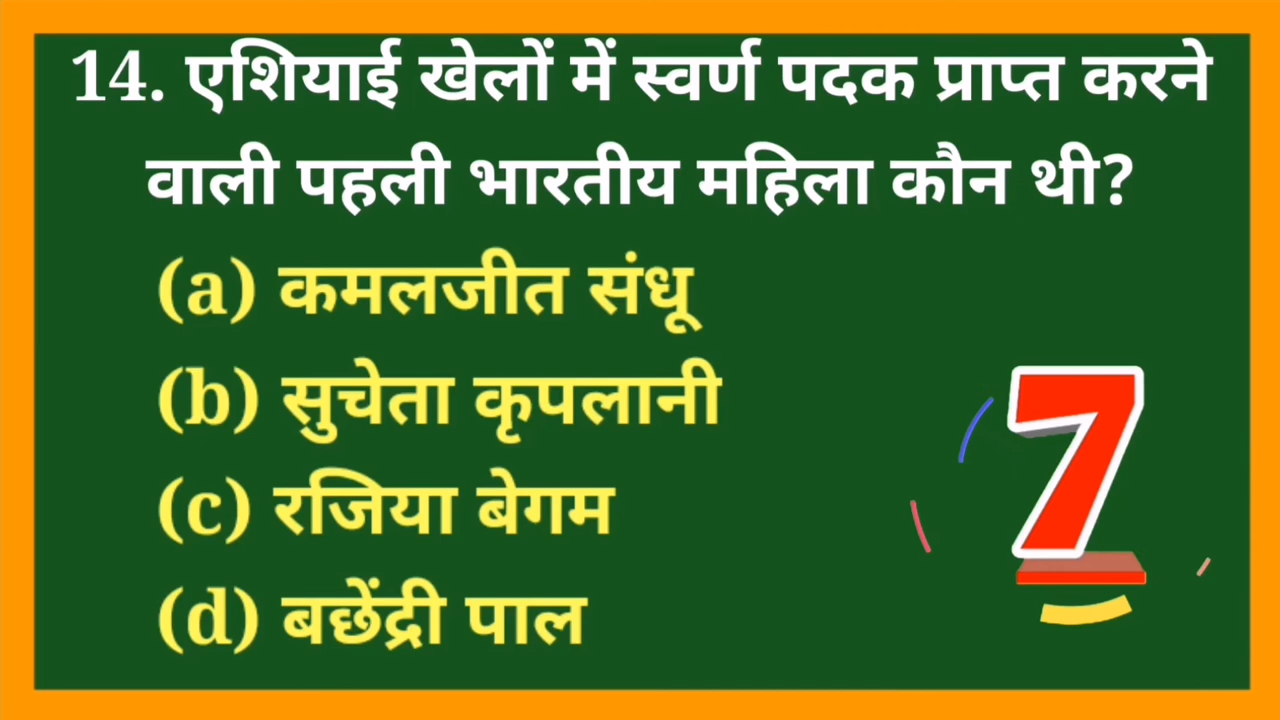 14. एशियाई खेलों में स्वर्ण पदक प्राप्त करने
वाली पहली भारतीय महिला कौन थी?
(a) कमलजीत संधू
(b) सुचेता कृपलानी
(c) रजिया बेगम
(d) बछेंद्री पाल
7